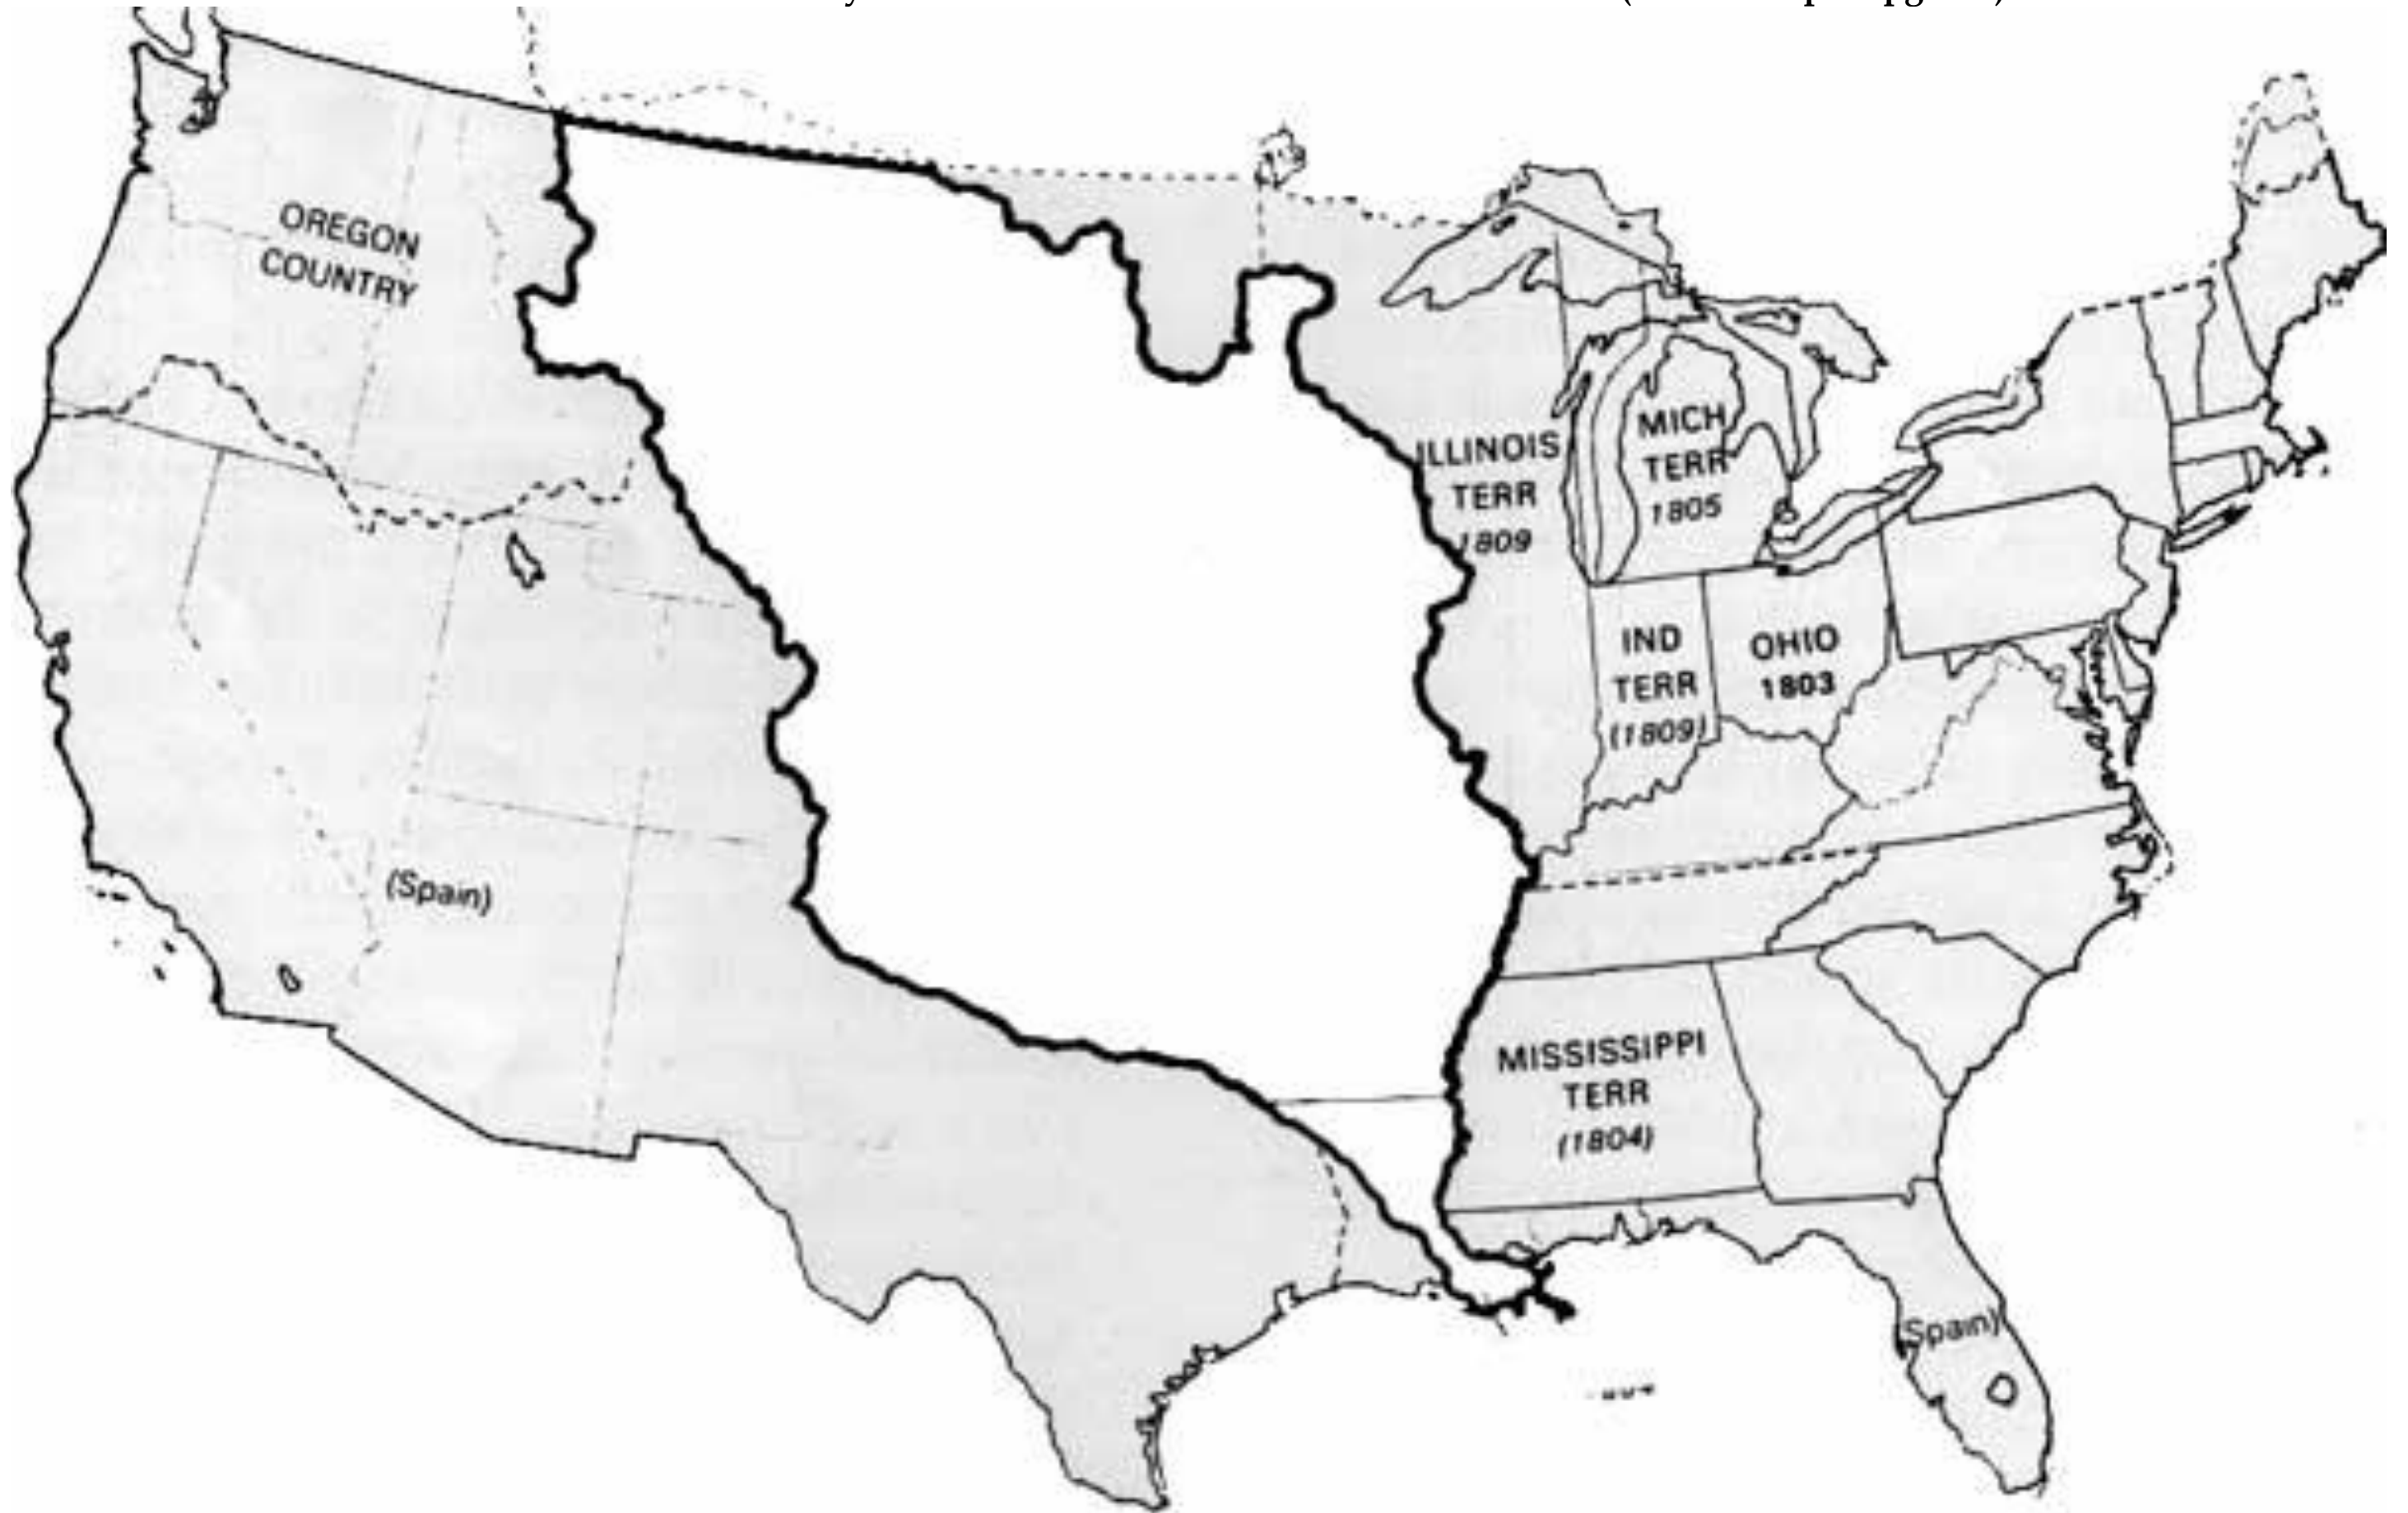 OREGON
COUNTRY
(Spain)
ILLINOIS
TERR
1809
MICH
TERR
1805
IND
TERR
(1809)
OHIO
1803
MISSISSIPPI
TERR
(1804)
(Spain)